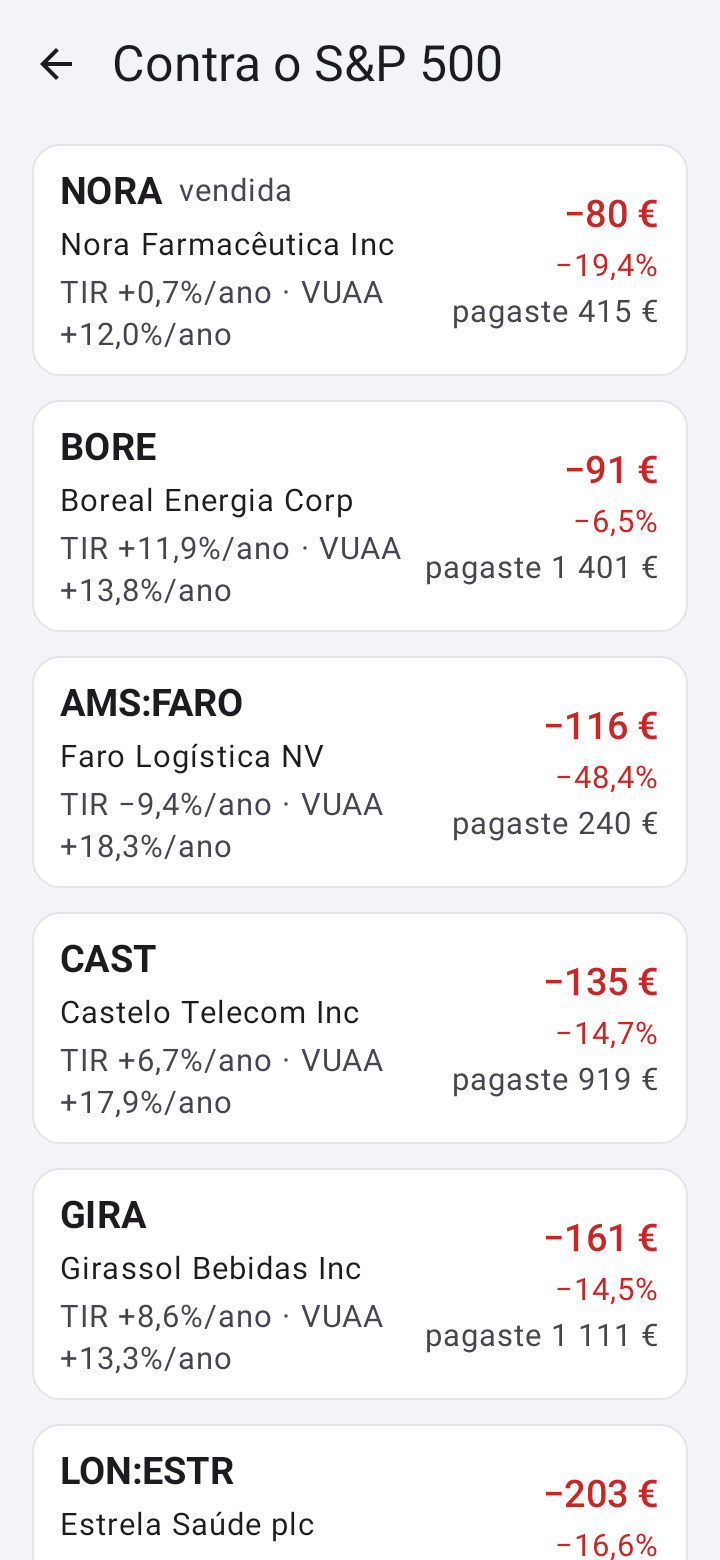 Contra o S&P 500
NORA vendida
Nora Farmacêutica Inc
TIR +0,7%/ano · VUAA
+12,0%/ano
−80 €
−19,4%
pagaste 415 €
BORE
Boreal Energia Corp
TIR +11,9%/ano · VUAA
+13,8%/ano
−91 €
−6,5%
pagaste 1 401 €
AMS:FARO
Faro Logística NV
TIR −9,4%/ano · VUAA
+18,3%/ano
−116 €
−48,4%
pagaste 240 €
CAST
Castelo Telecom Inc
TIR +6,7%/ano · VUAA
+17,9%/ano
−135 €
−14,7%
pagaste 919 €
GIRA
Girassol Bebidas Inc
TIR +8,6%/ano · VUAA
+13,3%/ano
−161 €
−14,5%
pagaste 1 111 €
LON:ESTR
Estrela Saúde plc
−203 €
−16,6%